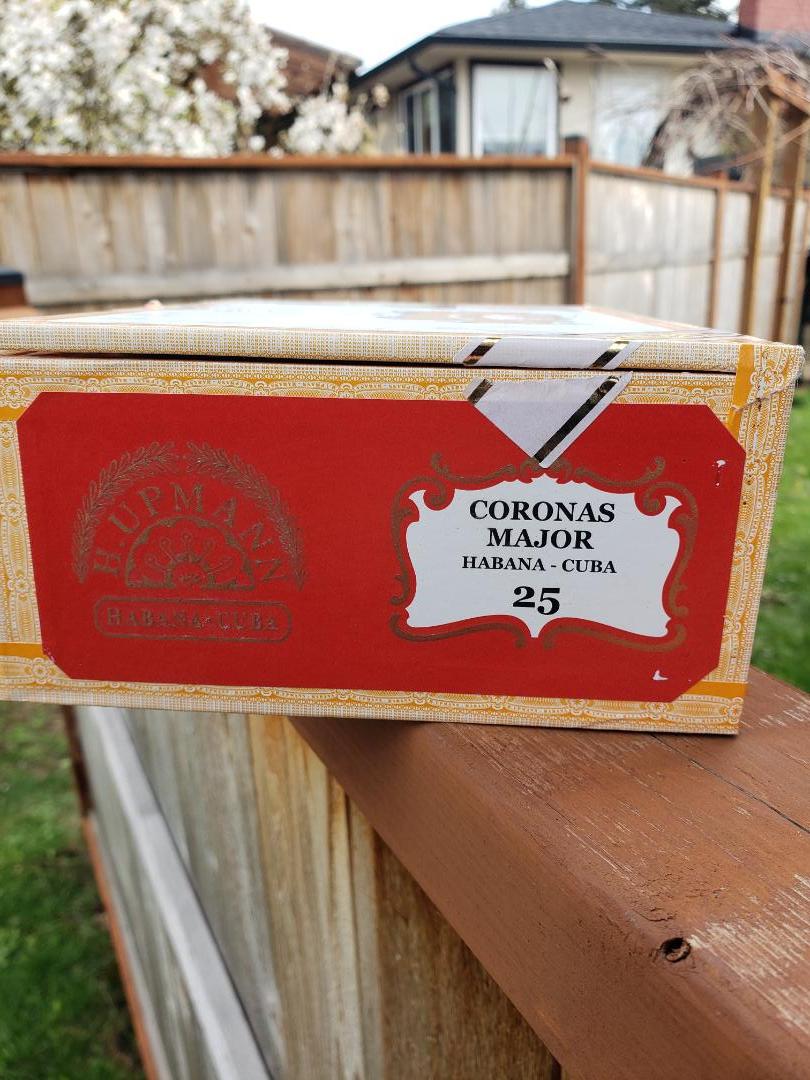 H. UPMANN
HABANA-CUBA
CORONAS
MAJOR
HABANA - CUBA
25